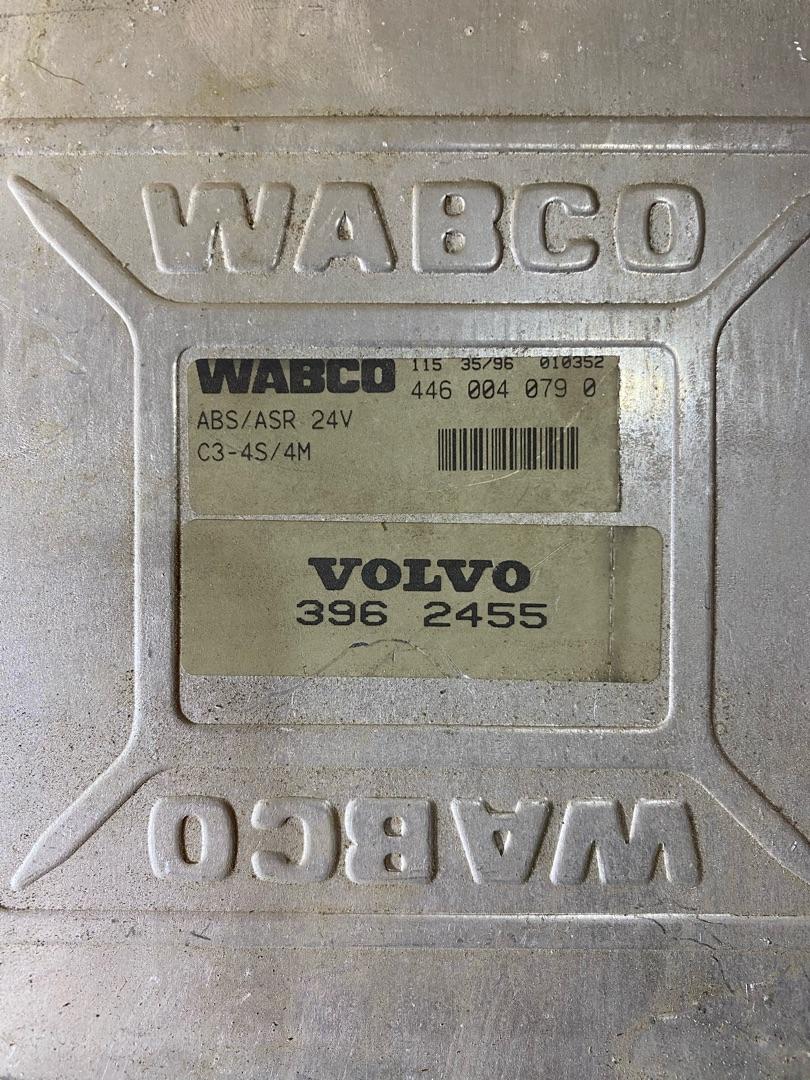 WABCO
WABCO 115 35/96 010352
446 004 079 0
ABS/ASR 24V
C3-4S/4M
VOLVO
396 2455
WABCO